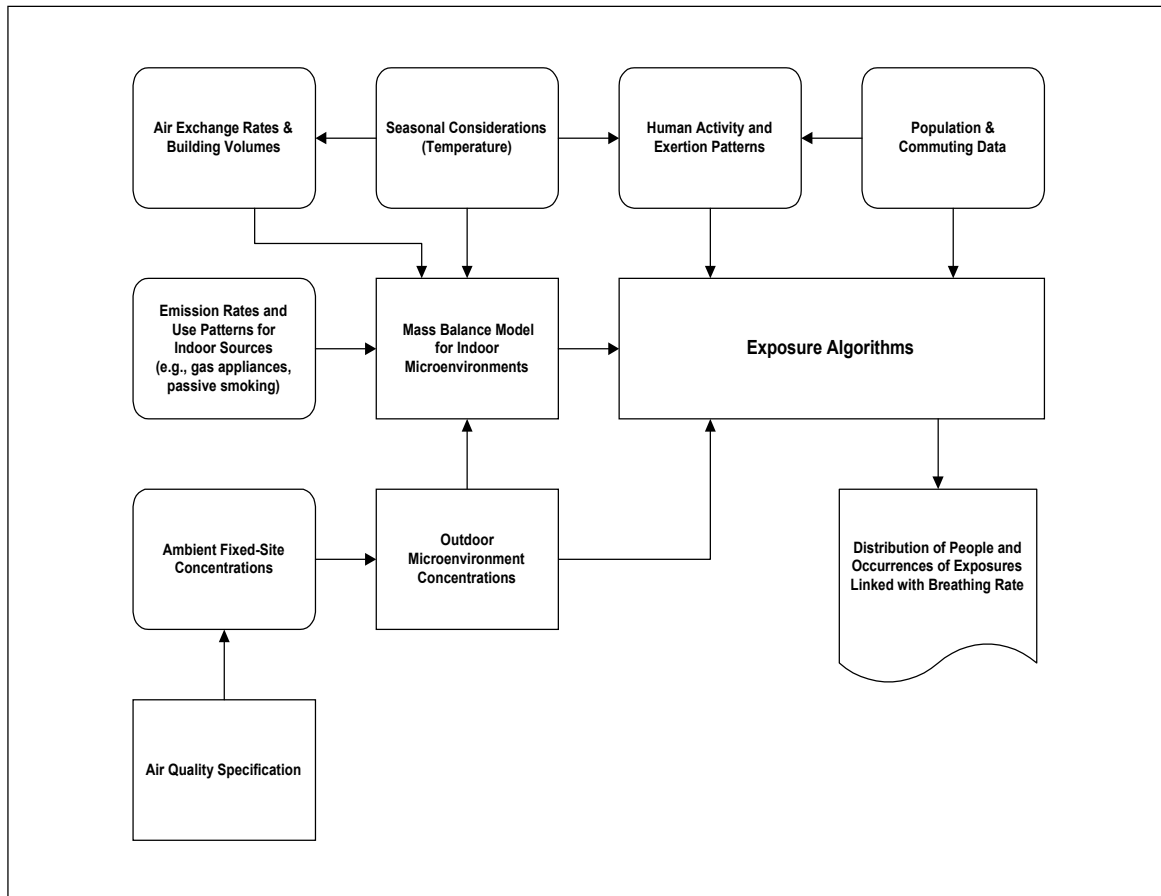 Air Exchange Rates &
Building Volumes
Seasonal Considerations
(Temperature)
Human Activity and
Exertion Patterns
Population &
Commuting Data
Emission Rates and
Use Patterns for
Indoor Sources
(e.g., gas appliances,
passive smoking)
Mass Balance Model
for Indoor
Microenvironments
Exposure Algorithms
Ambient Fixed-Site
Concentrations
Outdoor
Microenvironment
Concentrations
Distribution of People and
Occurrences of Exposures
Linked with Breathing Rate
Air Quality Specification